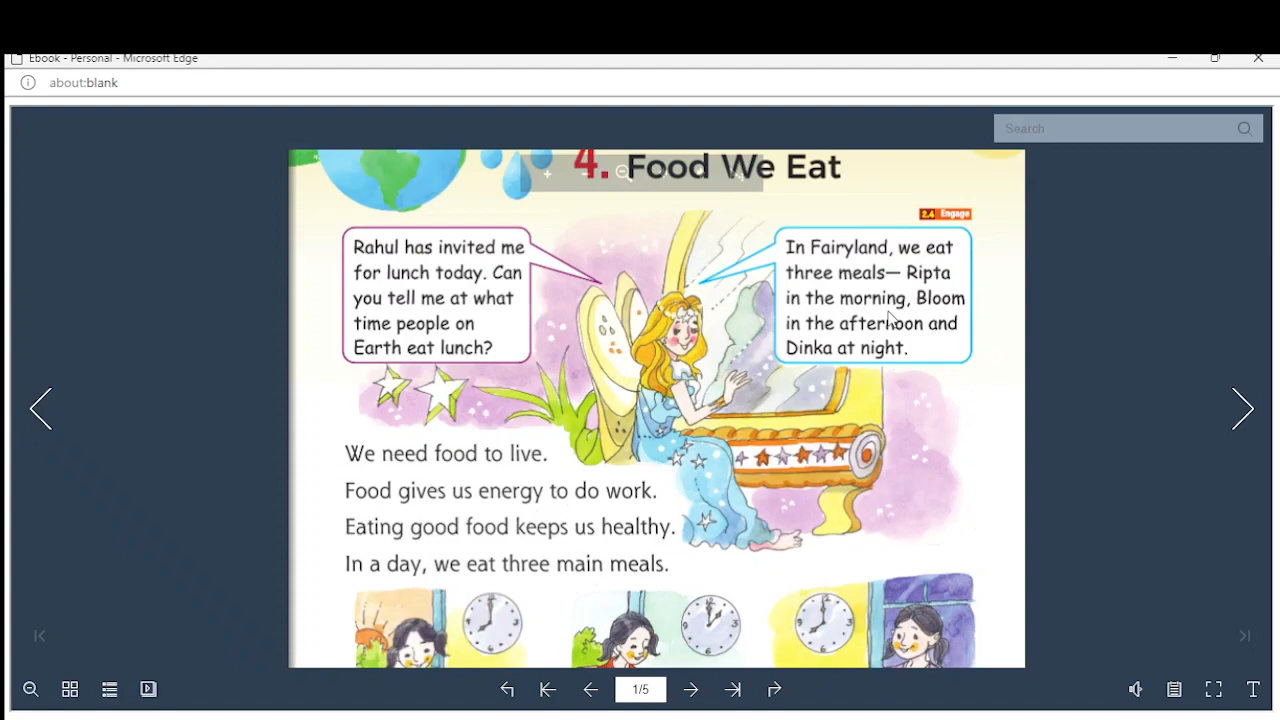 Ebook - Personal - Microsoft Edge
about:blank
Search
4. Food We Eat
2.4 Engage
Rahul has invited me
for lunch today. Can
you tell me at what
time people on
Earth eat lunch?
In Fairyland, we eat
three meals— Ripta
in the morning, Bloom
in the afternoon and
Dinka at night.
We need food to live.
Food gives us energy to do work.
Eating good food keeps us healthy.
In a day, we eat three main meals.
1/5